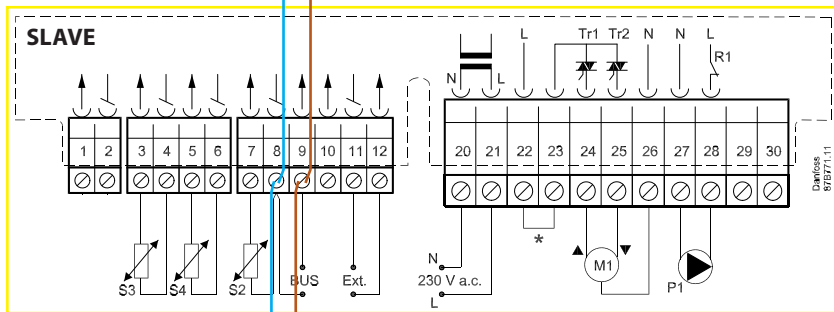 SLAVE
L Tr1 Tr2 N N L
R1
N L
1 2 3 4 5 6 7 8 9 10 11 12
20 21 22 23 24 25 26 27 28 29 30
Danfoss
87B771.11
*
S3 S4 S2 BUS Ext.
N
230 V a.c.
L
M1
P1